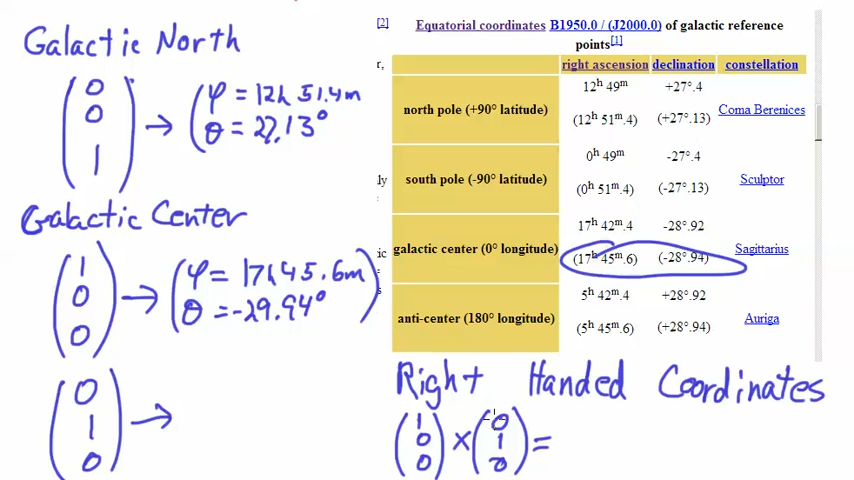 Galactic North
(0 0 1) → (φ = 12h 51.4m
θ = 27.13°)
Galactic Center
(1 0 0) → (φ = 17h 45.6m
θ = -29.94°)
(0 1 0) →
[2]
Equatorial coordinates B1950.0 / (J2000.0) of galactic reference
points[1]
r,
right ascension declination constellation
north pole (+90° latitude) 12h 49m +27°.4 Coma Berenices
(12h 51m.4) (+27°.13)
ly
south pole (-90° latitude) 0h 49m -27°.4 Sculptor
(0h 51m.4) (-27°.13)
ic
galactic center (0° longitude) 17h 42m.4 -28°.92 Sagittarius
(17h 45m.6) (-28°.94)
s
anti-center (180° longitude) 5h 42m.4 +28°.92 Auriga
(5h 45m.6) (+28°.94)
Right Handed Coordinates
(1 0 0) × (0 1 0) =